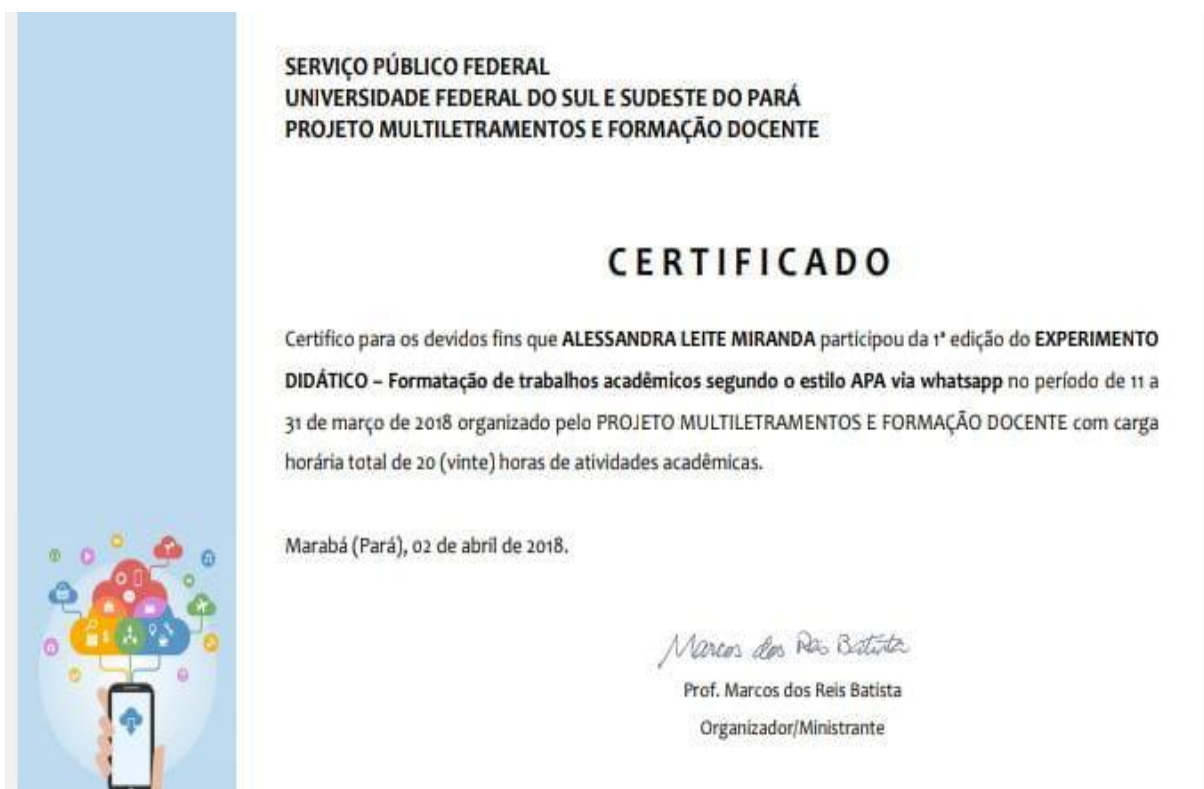 SERVIÇO PÚBLICO FEDERAL
UNIVERSIDADE FEDERAL DO SUL E SUDESTE DO PARÁ
PROJETO MULTILETRAMENTOS E FORMAÇÃO DOCENTE
CERTIFICADO
Certifico para os devidos fins que ALESSANDRA LEITE MIRANDA participou da 1ª edição do EXPERIMENTO
DIDÁTICO – Formatação de trabalhos acadêmicos segundo o estilo APA via whatsapp no período de 11 a
31 de março de 2018 organizado pelo PROJETO MULTILETRAMENTOS E FORMAÇÃO DOCENTE com carga
horária total de 20 (vinte) horas de atividades acadêmicas.
Marabá (Pará), 02 de abril de 2018.
Marcos dos Reis Batista
Prof. Marcos dos Reis Batista
Organizador/Ministrante